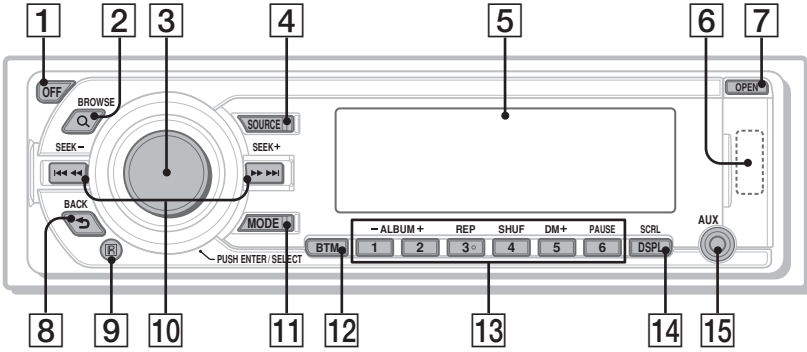 1 2 3 4 5 6 7
OFF
BROWSE
SOURCE
OPEN
SEEK− SEEK+
BACK
MODE
− ALBUM + REP SHUF DM+ PAUSE SCRL
AUX
BTM 1 2 3 4 5 6 DSPL
R
PUSH ENTER / SELECT
8 9 10 11 12 13 14 15